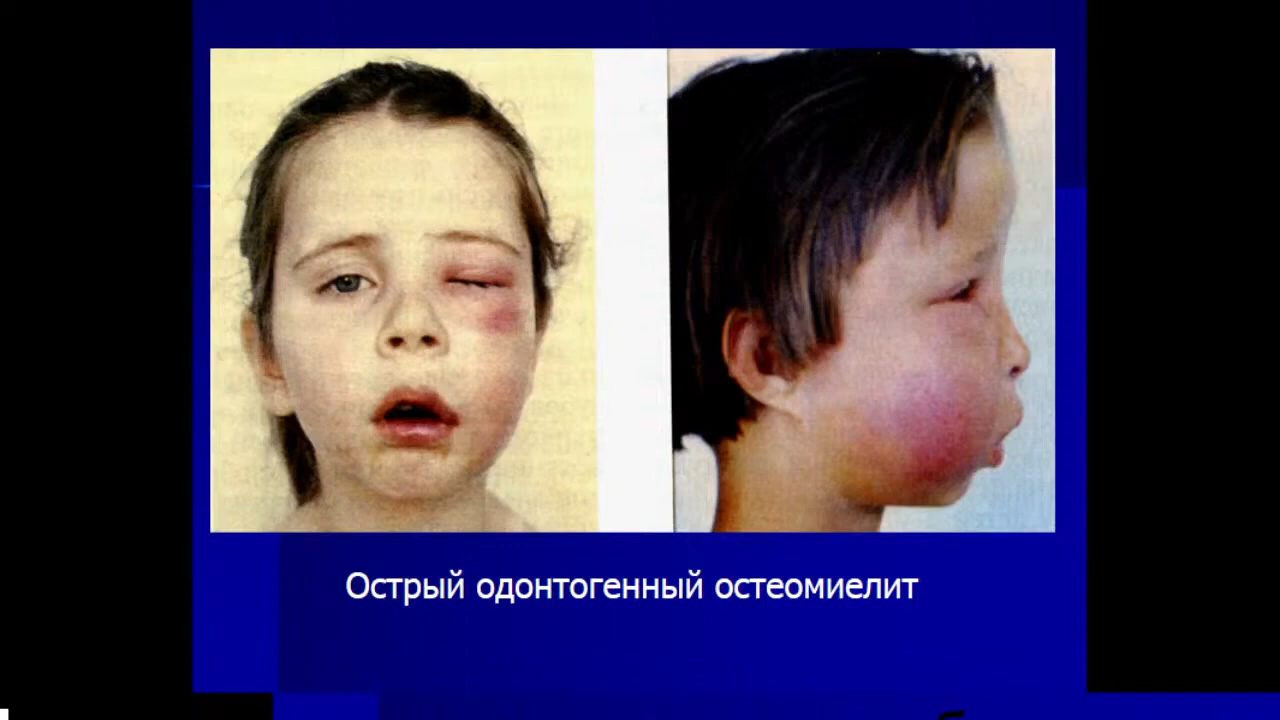 Острый одонтогенный остеомиелит